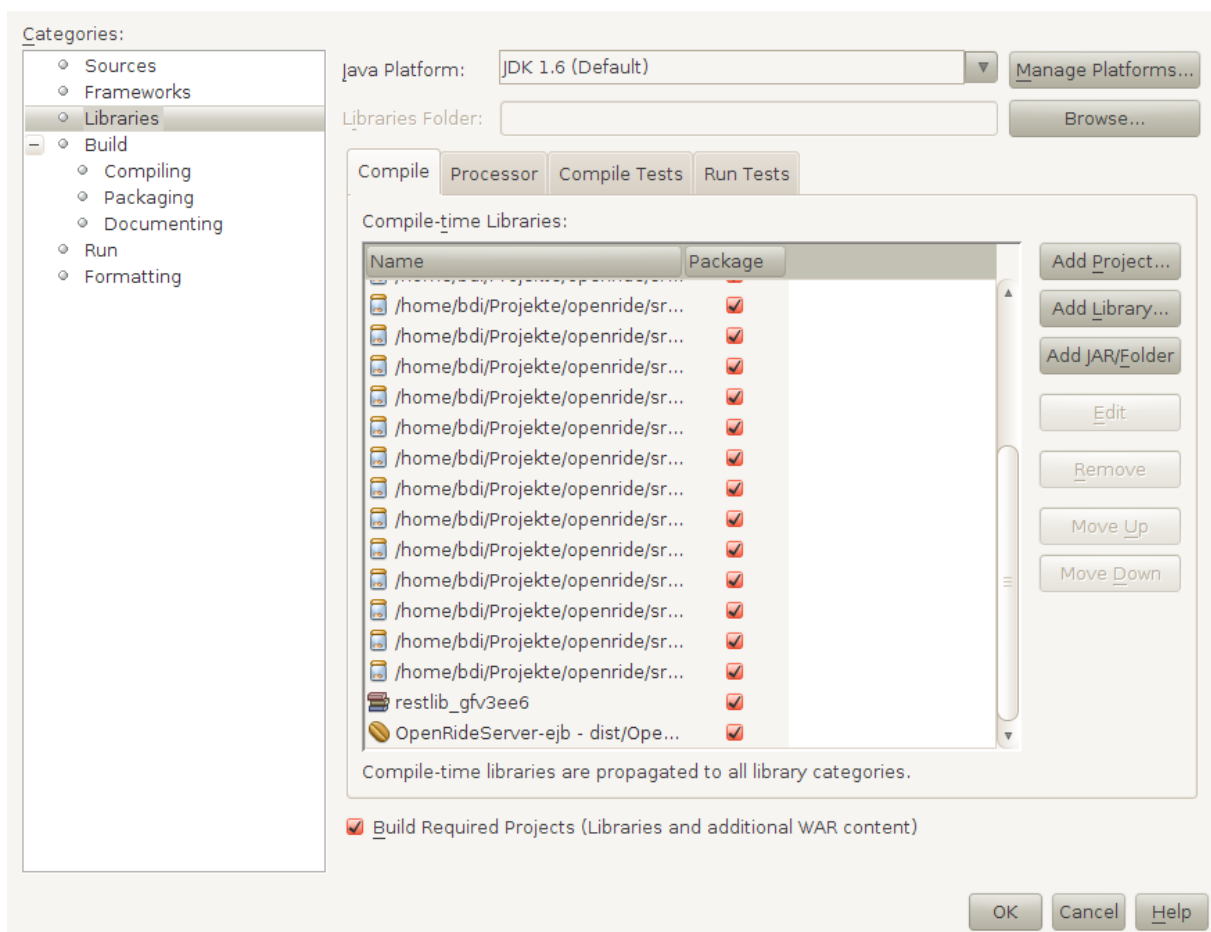 Categories:
Sources
Frameworks
Libraries
Build
Compiling
Packaging
Documenting
Run
Formatting
Java Platform:
JDK 1.6 (Default)
Manage Platforms...
Libraries Folder:
Browse...
Compile
Processor
Compile Tests
Run Tests
Compile-time Libraries:
Name
Package
/home/bdi/Projekte/openride/sr...
/home/bdi/Projekte/openride/sr...
/home/bdi/Projekte/openride/sr...
/home/bdi/Projekte/openride/sr...
/home/bdi/Projekte/openride/sr...
/home/bdi/Projekte/openride/sr...
/home/bdi/Projekte/openride/sr...
/home/bdi/Projekte/openride/sr...
/home/bdi/Projekte/openride/sr...
/home/bdi/Projekte/openride/sr...
/home/bdi/Projekte/openride/sr...
/home/bdi/Projekte/openride/sr...
/home/bdi/Projekte/openride/sr...
restlib_gfv3ee6
OpenRideServer-ejb - dist/Ope...
Add Project...
Add Library...
Add JAR/Folder
Edit
Remove
Move Up
Move Down
Compile-time libraries are propagated to all library categories.
Build Required Projects (Libraries and additional WAR content)
OK
Cancel
Help